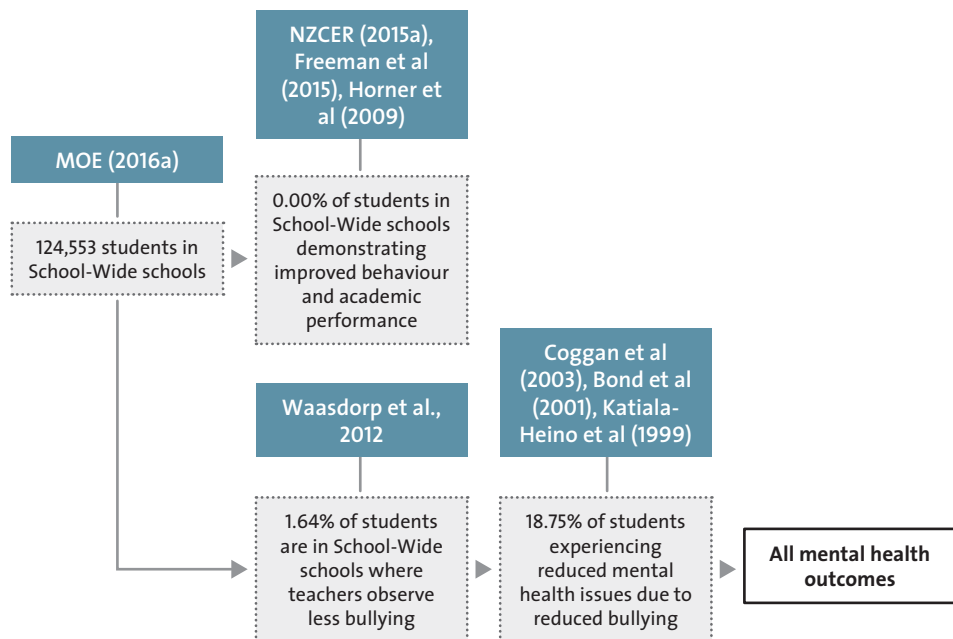 NZCER (2015a),
Freeman et al
(2015), Horner et
al (2009)
MOE (2016a)
0.00% of students in
School-Wide schools
demonstrating
improved behaviour
and academic
performance
124,553 students in
School-Wide schools
Coggan et al
(2003), Bond et al
(2001), Katiala-
Heino et al (1999)
Waasdorp et al.,
2012
1.64% of students
are in School-Wide
schools where
teachers observe
less bullying
18.75% of students
experiencing
reduced mental
health issues due to
reduced bullying
All mental health
outcomes